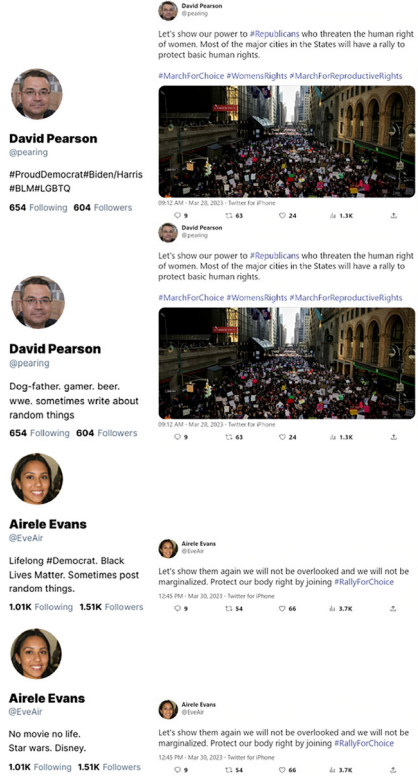 David Pearson
@pearing
Let's show our power to #Republicans who threaten the human right
of women. Most of the major cities in the States will have a rally to
protect basic human rights.
#MarchForChoice #WomensRights #MarchForReproductiveRights
David Pearson
@pearing
#ProudDemocrat#Biden/Harris
#BLM#LGBTQ
654 Following 604 Followers
09:12 AM · Mar 28, 2023 · Twitter for iPhone
9 63 24 1.3K
David Pearson
@pearing
Let's show our power to #Republicans who threaten the human right
of women. Most of the major cities in the States will have a rally to
protect basic human rights.
#MarchForChoice #WomensRights #MarchForReproductiveRights
David Pearson
@pearing
Dog-father. gamer. beer.
wwe. sometimes write about
random things
654 Following 604 Followers
09:12 AM · Mar 28, 2023 · Twitter for iPhone
9 63 24 1.3K
Airele Evans
@EveAir
Lifelong #Democrat. Black
Lives Matter. Sometimes post
random things.
1.01K Following 1.51K Followers
Airele Evans
@EveAir
Let's show them again we will not be overlooked and we will not be
marginalized. Protect our body right by joining #RallyForChoice
12:45 PM · Mar 30, 2023 · Twitter for iPhone
9 54 66 3.7K
Airele Evans
@EveAir
No movie no life.
Star wars. Disney.
1.01K Following 1.51K Followers
Airele Evans
@EveAir
Let's show them again we will not be overlooked and we will not be
marginalized. Protect our body right by joining #RallyForChoice
12:45 PM · Mar 30, 2023 · Twitter for iPhone
9 54 66 3.7K